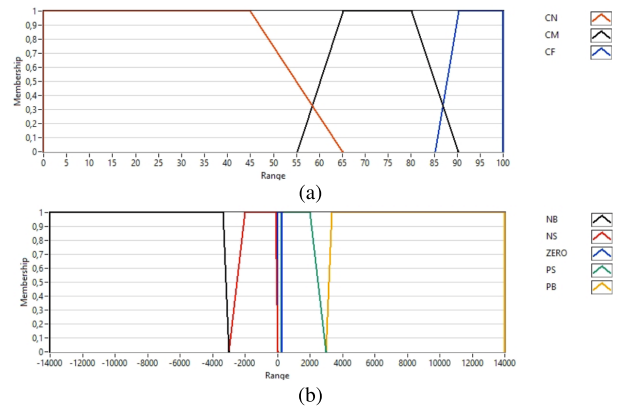 1
0,9
0,8
0,7
0,6
0,5
0,4
0,3
0,2
0,1
0
Membership
0 5 10 15 20 25 30 35 40 45 50 55 60 65 70 75 80 85 90 95 100
Range
CN
CM
CF
(a)
1
0,9
0,8
0,7
0,6
0,5
0,4
0,3
0,2
0,1
0
Membership
-14000 -12000 -10000 -8000 -6000 -4000 -2000 0 2000 4000 6000 8000 10000 12000 14000
Range
NB
NS
ZERO
PS
PB
(b)